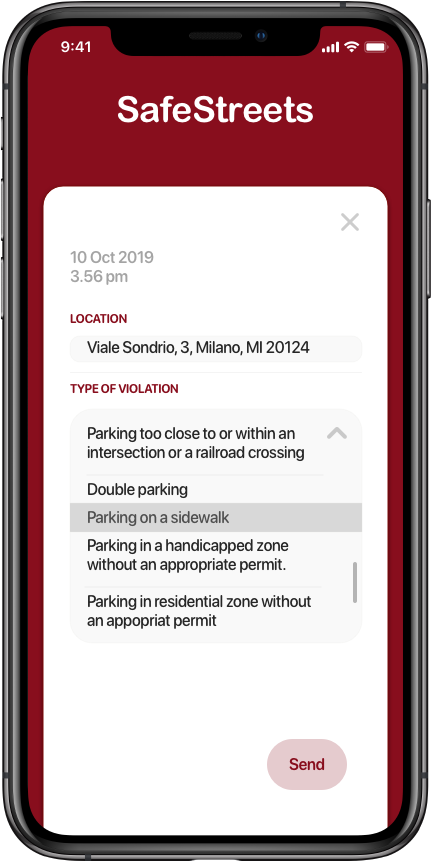 9:41
SafeStreets
10 Oct 2019
3.56 pm
LOCATION
Viale Sondrio, 3, Milano, MI 20124
TYPE OF VIOLATION
Parking too close to or within an
intersection or a railroad crossing
Double parking
Parking on a sidewalk
Parking in a handicapped zone
without an appropriate permit.
Parking in residential zone without
an appopriat permit
Send